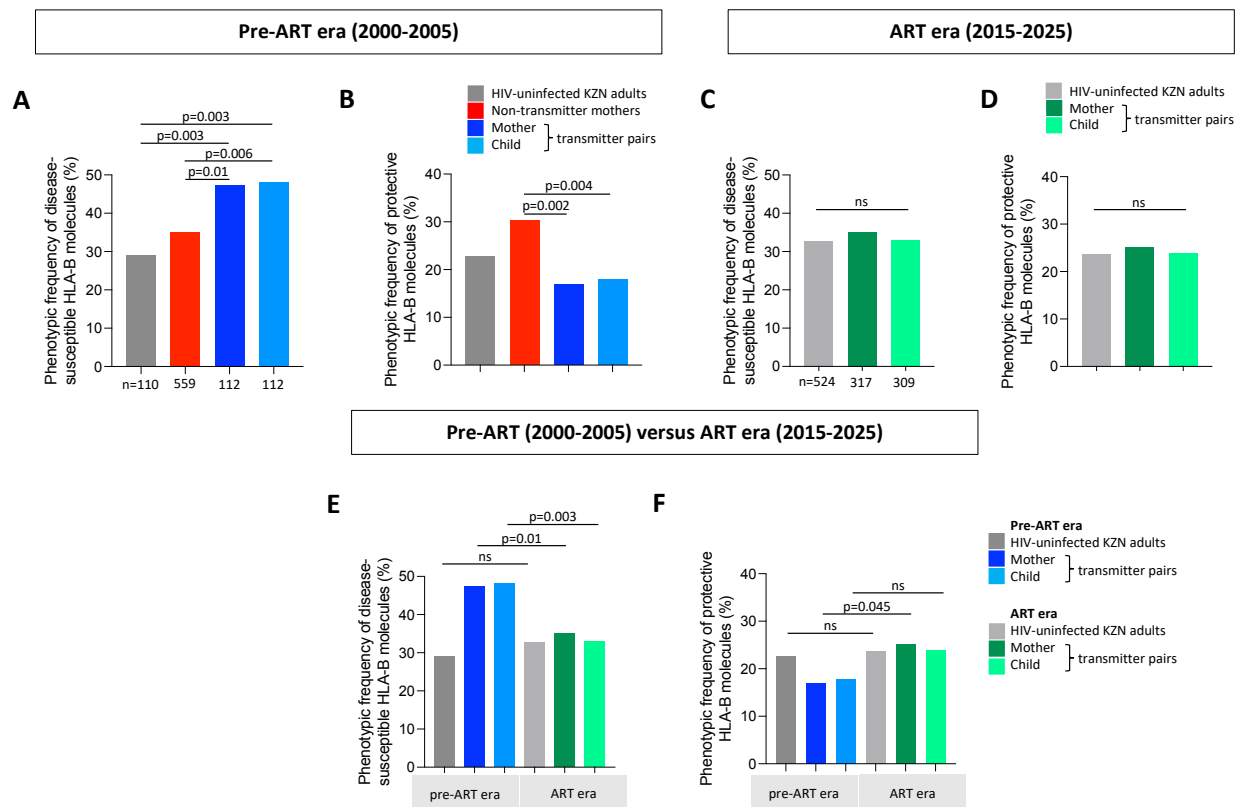 Pre-ART era (2000-2005)
ART era (2015-2025)
A
p=0.003
p=0.003
p=0.006
p=0.01
Phenotypic frequency of disease-
susceptible HLA-B molecules (%)
50
40
30
20
10
0
n=110 559 112 112
B
HIV-uninfected KZN adults
Non-transmitter mothers
Mother
Child
transmitter pairs
p=0.004
p=0.002
Phenotypic frequency of protective
HLA-B molecules (%)
40
30
20
10
0
C
ns
Phenotypic frequency of disease-
susceptible HLA-B molecules (%)
50
40
30
20
10
0
n=524 317 309
D
HIV-uninfected KZN adults
Mother
Child
transmitter pairs
ns
Phenotypic frequency of protective
HLA-B molecules (%)
40
30
20
10
0
Pre-ART (2000-2005) versus ART era (2015-2025)
E
p=0.003
p=0.01
ns
Phenotypic frequency of disease-
susceptible HLA-B molecules (%)
50
40
30
20
10
0
pre-ART era ART era
F
ns
p=0.045
ns
Phenotypic frequency of protective
HLA-B molecules (%)
40
30
20
10
0
pre-ART era ART era
Pre-ART era
HIV-uninfected KZN adults
Mother
Child
transmitter pairs
ART era
HIV-uninfected KZN adults
Mother
Child
transmitter pairs